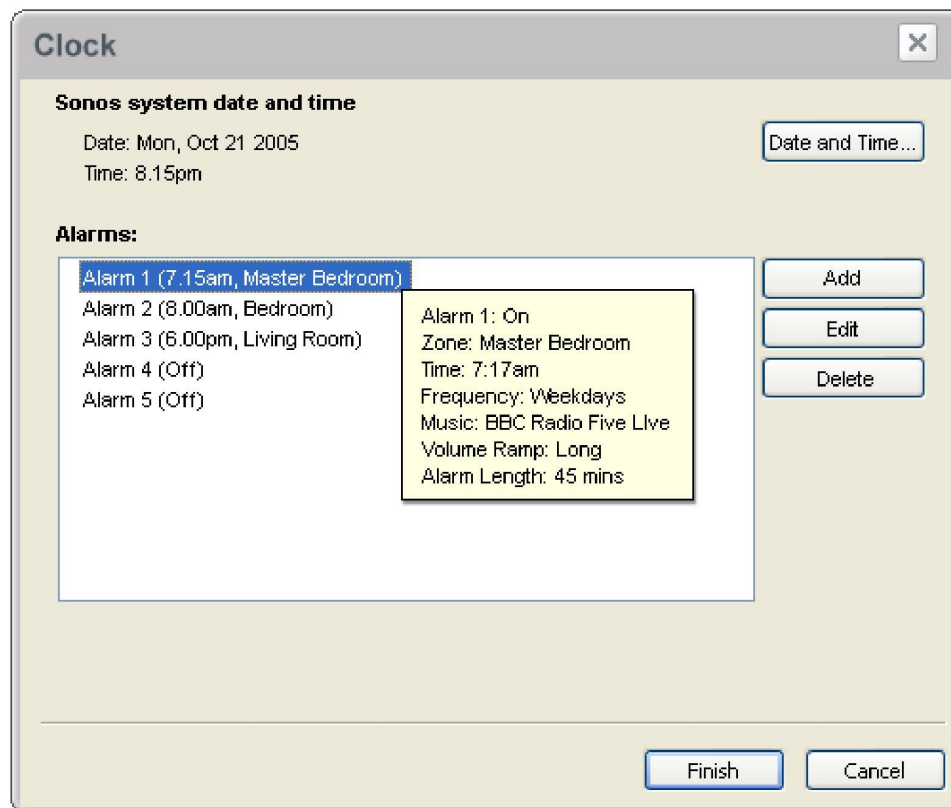 Clock
Sonos system date and time
Date: Mon, Oct 21 2005
Date and Time...
Time: 8.15pm
Alarms:
Alarm 1 (7.15am, Master Bedroom)
Alarm 2 (8.00am, Bedroom)
Alarm 3 (6.00pm, Living Room)
Alarm 4 (Off)
Alarm 5 (Off)
Alarm 1: On
Zone: Master Bedroom
Time: 7:17am
Frequency: Weekdays
Music: BBC Radio Five LIve
Volume Ramp: Long
Alarm Length: 45 mins
Add
Edit
Delete
Finish
Cancel